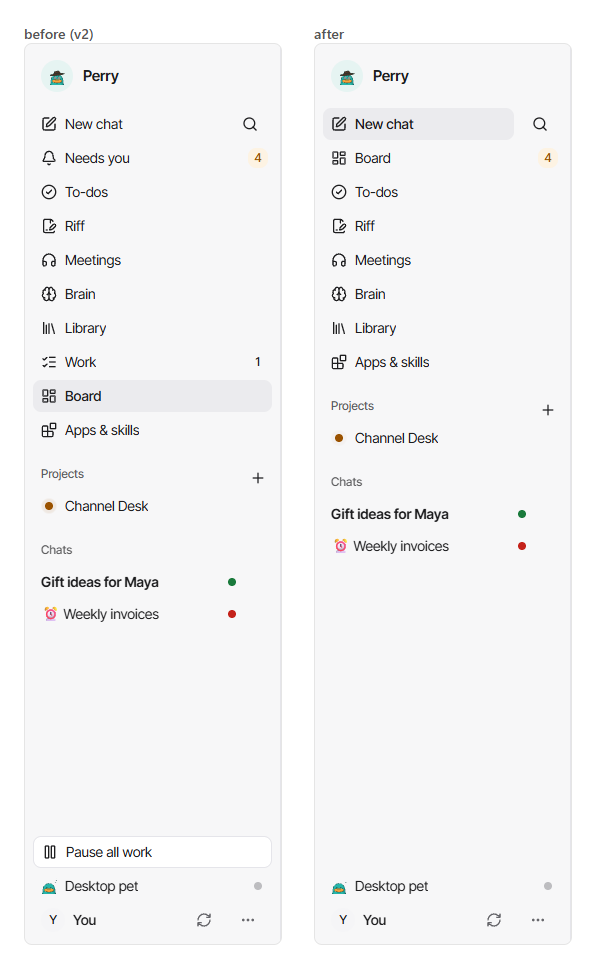 before (v2)
Perry
New chat
Needs you 4
To-dos
Riff
Meetings
Brain
Library
Work 1
Board
Apps & skills
Projects
Channel Desk
Chats
Gift ideas for Maya
Weekly invoices
Pause all work
Desktop pet
Y You
after
Perry
New chat
Board 4
To-dos
Riff
Meetings
Brain
Library
Apps & skills
Projects
Channel Desk
Chats
Gift ideas for Maya
Weekly invoices
Desktop pet
Y You